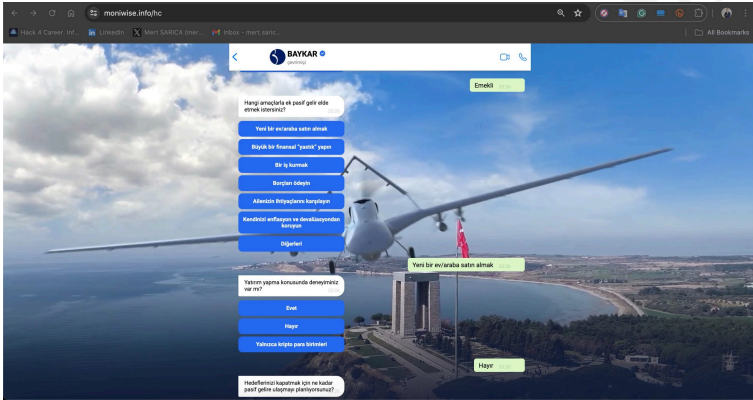 moniwise.info/hc
Hack 4 Career: Inf...
LinkedIn
Mert SARICA (mer...
Inbox - mert.saric...
All Bookmarks
BAYKAR
çevrimiçi
Emekli
Hangi amaçlarla ek pasif gelir elde
etmek istersiniz?
Yeni bir ev/araba satın almak
Büyük bir finansal "yastık" yapın
Bir iş kurmak
Borçları ödeyin
Ailenizin ihtiyaçlarını karşılayın
Kendinizi enflasyon ve devalüasyondan
koruyun
Diğerleri
Yeni bir ev/araba satın almak
Yatırım yapma konusunda deneyiminiz
var mı?
Evet
Hayır
Yalnızca kripto para birimleri
Hayır
Hedeflerinizi kapatmak için ne kadar
pasif gelire ulaşmayı planlıyorsunuz?